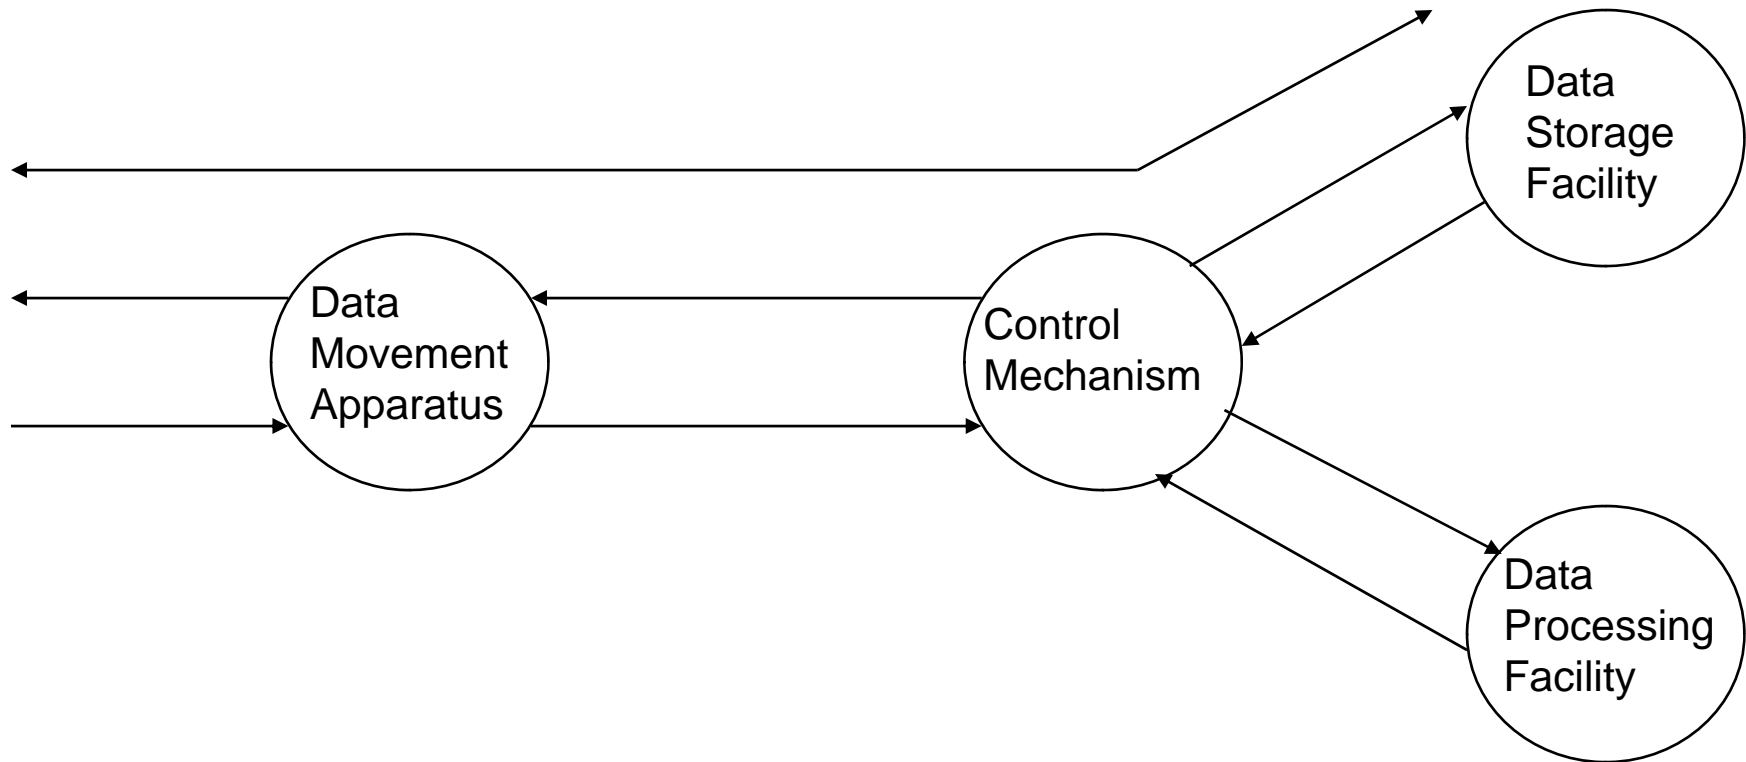 Data
Storage
Facility
Data
Movement
Apparatus
Control
Mechanism
Data
Processing
Facility